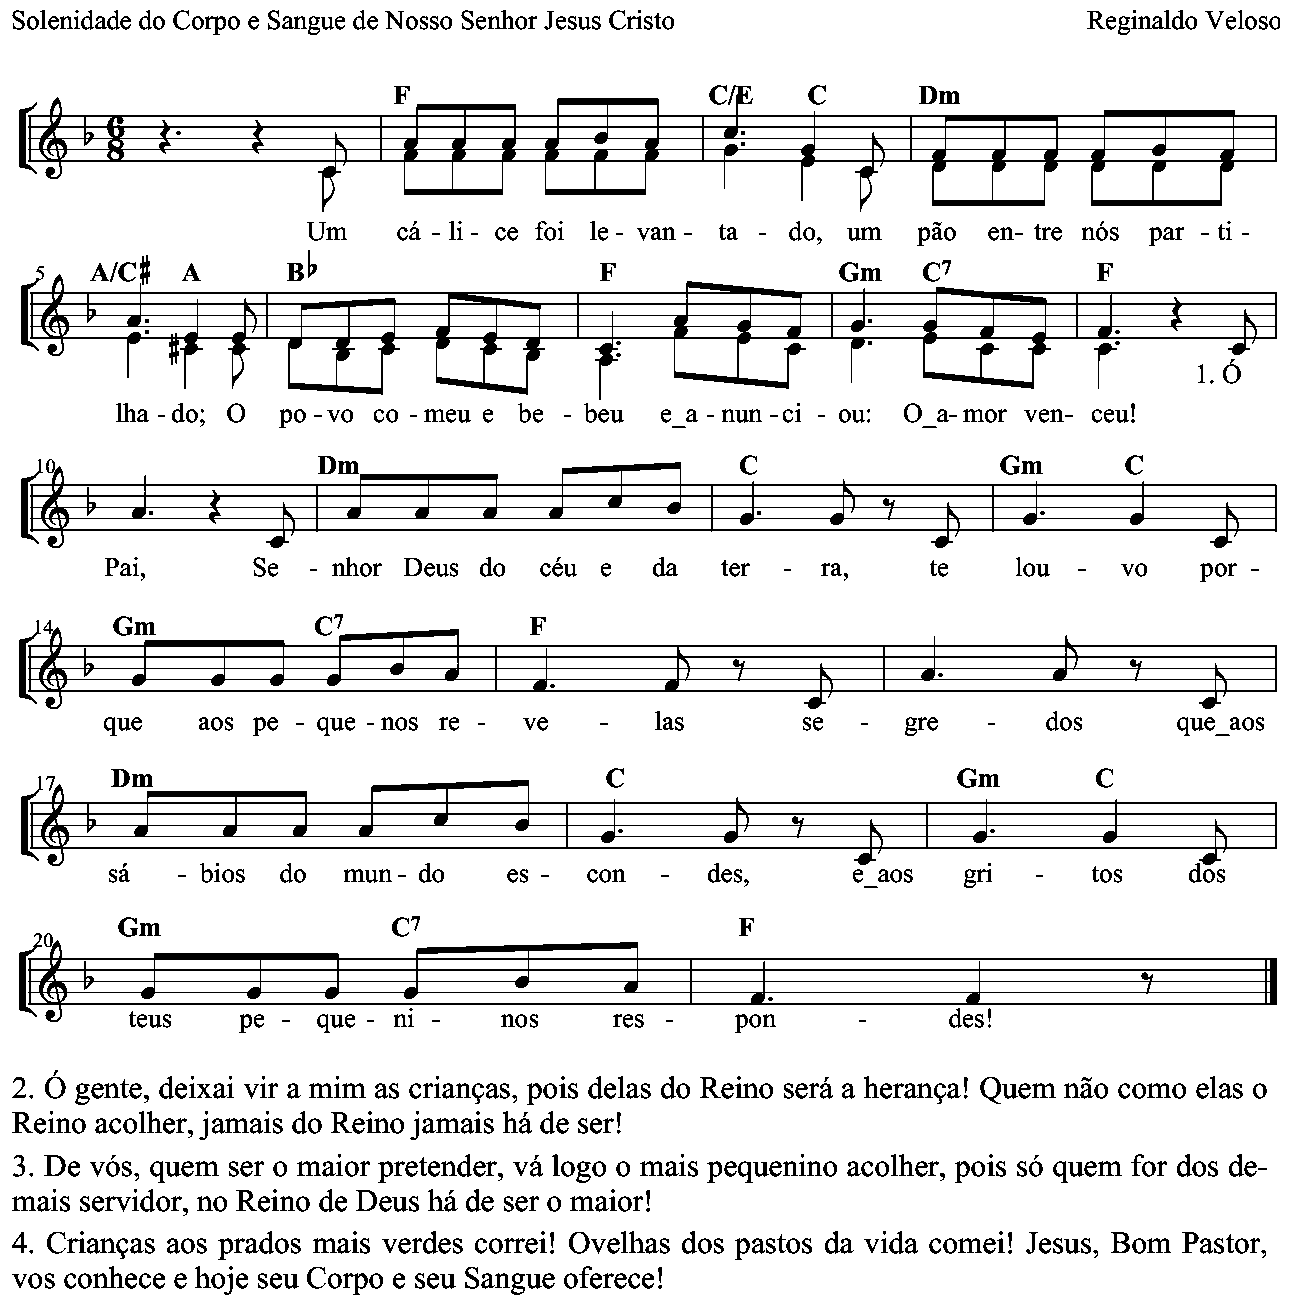 Solenidade do Corpo e Sangue de Nosso Senhor Jesus Cristo Reginaldo Veloso
F C/E C Dm
6
8
Um cá - li - ce foi le - van - ta - do, um pão en- tre nós par - ti -
5 A/C♯ A B♭ F Gm C7 F
1. Ó
lha - do; O po - vo co - meu e be - beu e_a - nun - ci - ou: O_a- mor ven- ceu!
10 Dm C Gm C
Pai, Se - nhor Deus do céu e da ter - ra, te lou - vo por-
14 Gm C7 F
que aos pe - que - nos re - ve - las se - gre - dos que_aos
17 Dm C Gm C
sá - bios do mun - do es - con - des, e_aos gri - tos dos
20 Gm C7 F
teus pe - que - ni - nos res - pon - des!
2. Ó gente, deixai vir a mim as crianças, pois delas do Reino será a herança! Quem não como elas o
Reino acolher, jamais do Reino jamais há de ser!
3. De vós, quem ser o maior pretender, vá logo o mais pequenino acolher, pois só quem for dos de-
mais servidor, no Reino de Deus há de ser o maior!
4. Crianças aos prados mais verdes correi! Ovelhas dos pastos da vida comei! Jesus, Bom Pastor,
vos conhece e hoje seu Corpo e seu Sangue oferece!